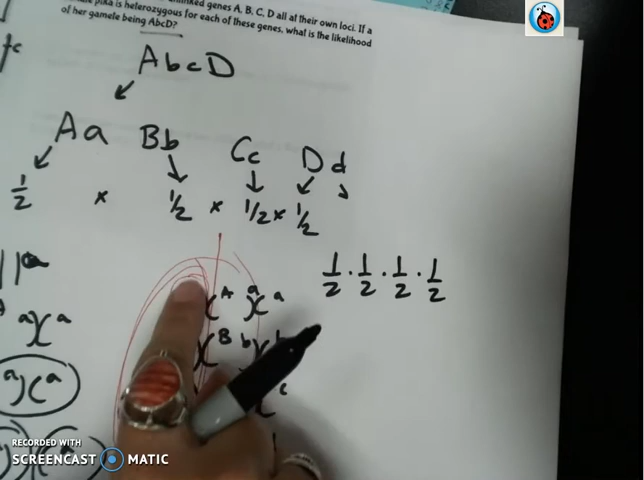 unlinked genes A, B, C, D all at their own loci. If a
pika is heterozygous for each of these genes, what is the likelihood
of her gamete being AbcD?
AbcD
Aa Bb Cc Dd
1/2 x 1/2 x 1/2 x 1/2
1/2 · 1/2 · 1/2 · 1/2
A a a
a a
B b b
a a
c
RECORDED WITH
SCREENCAST MATIC